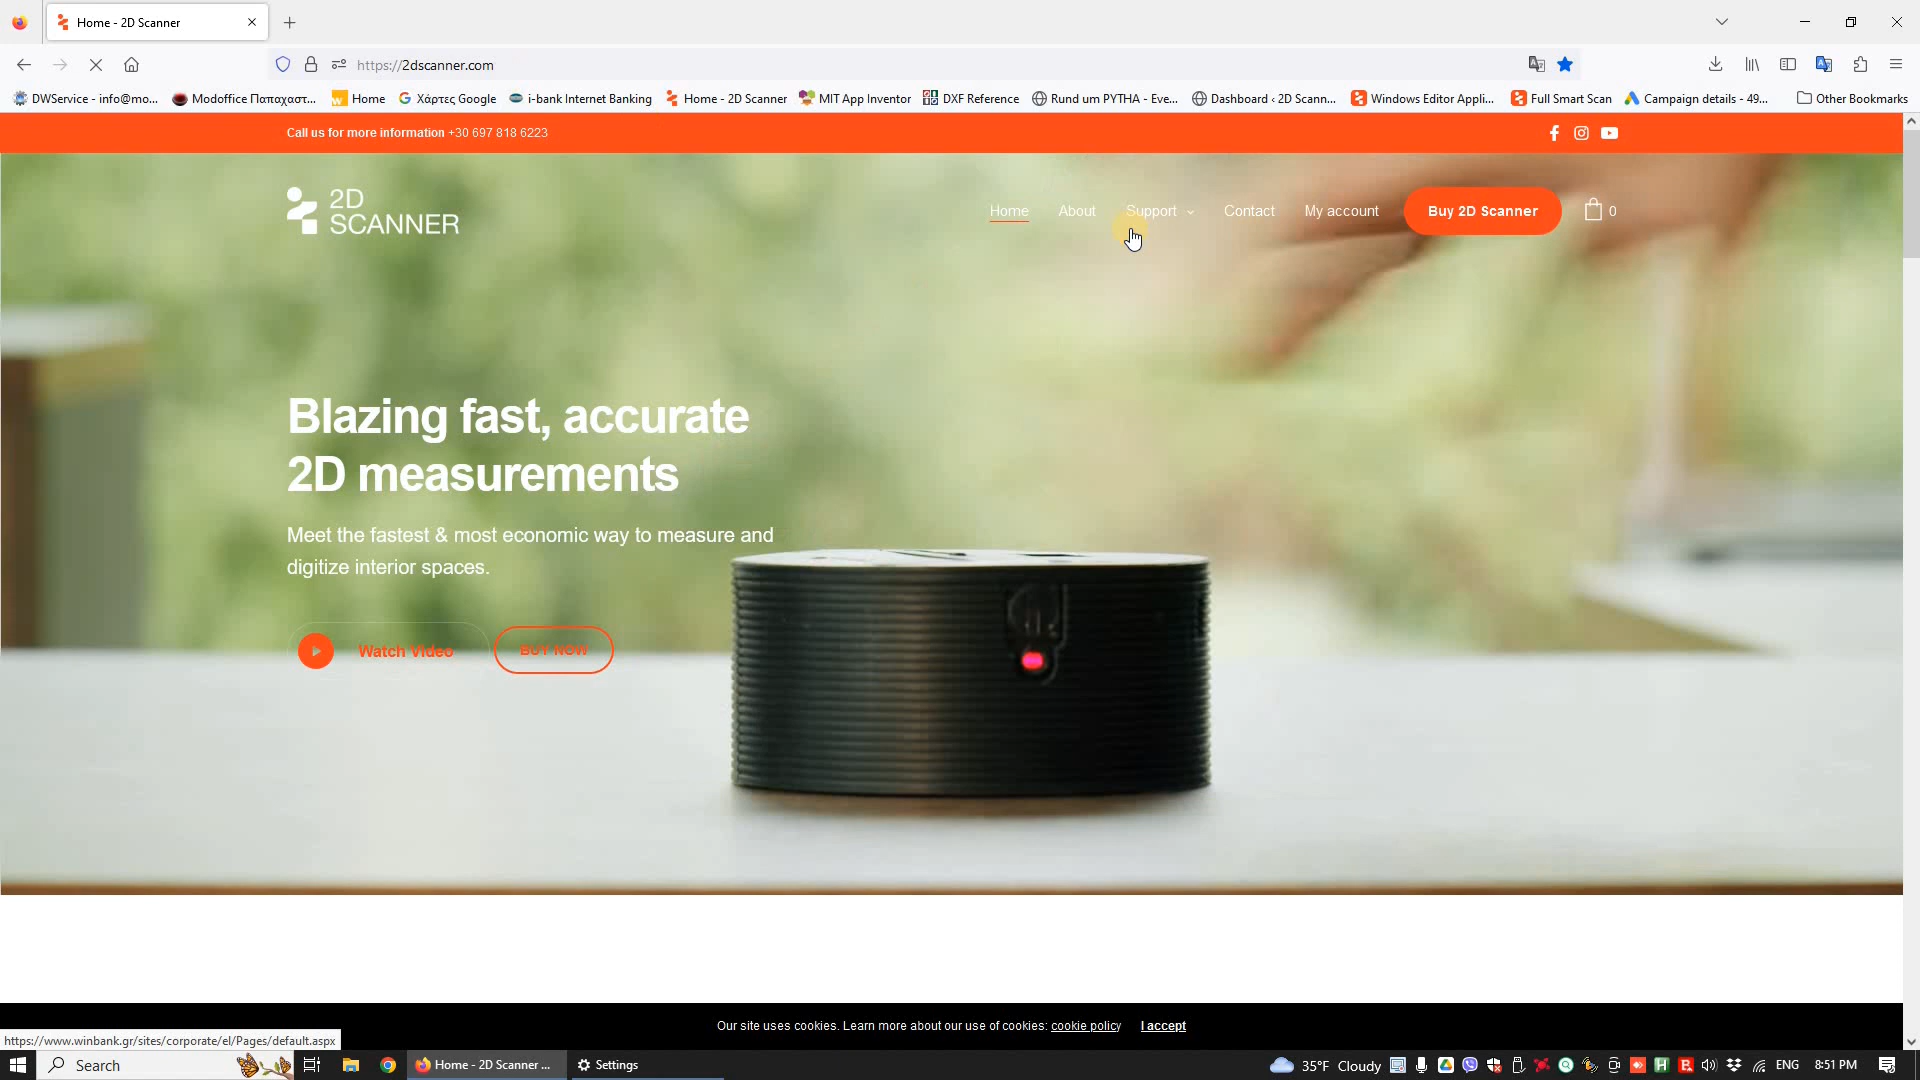 Home - 2D Scanner
https://2dscanner.com
DWService - info@mo...
Modoffice Παπαχαστ...
Home
Χάρτες Google
i-bank Internet Banking
Home - 2D Scanner
MIT App Inventor
DXF Reference
Rund um PYTHA - Eve...
Dashboard ‹ 2D Scann...
Windows Editor Appli...
Full Smart Scan
Campaign details - 49...
Other Bookmarks
Call us for more information +30 697 818 6223
2D
SCANNER
Home
About
Support
Contact
My account
Buy 2D Scanner
0
Blazing fast, accurate
2D measurements
Meet the fastest & most economic way to measure and
digitize interior spaces.
Watch Video
BUY NOW
Our site uses cookies. Learn more about our use of cookies: cookie policy
I accept
https://www.winbank.gr/sites/corporate/el/Pages/default.aspx
Search
Home - 2D Scanner ...
Settings
35°F Cloudy
ENG
8:51 PM